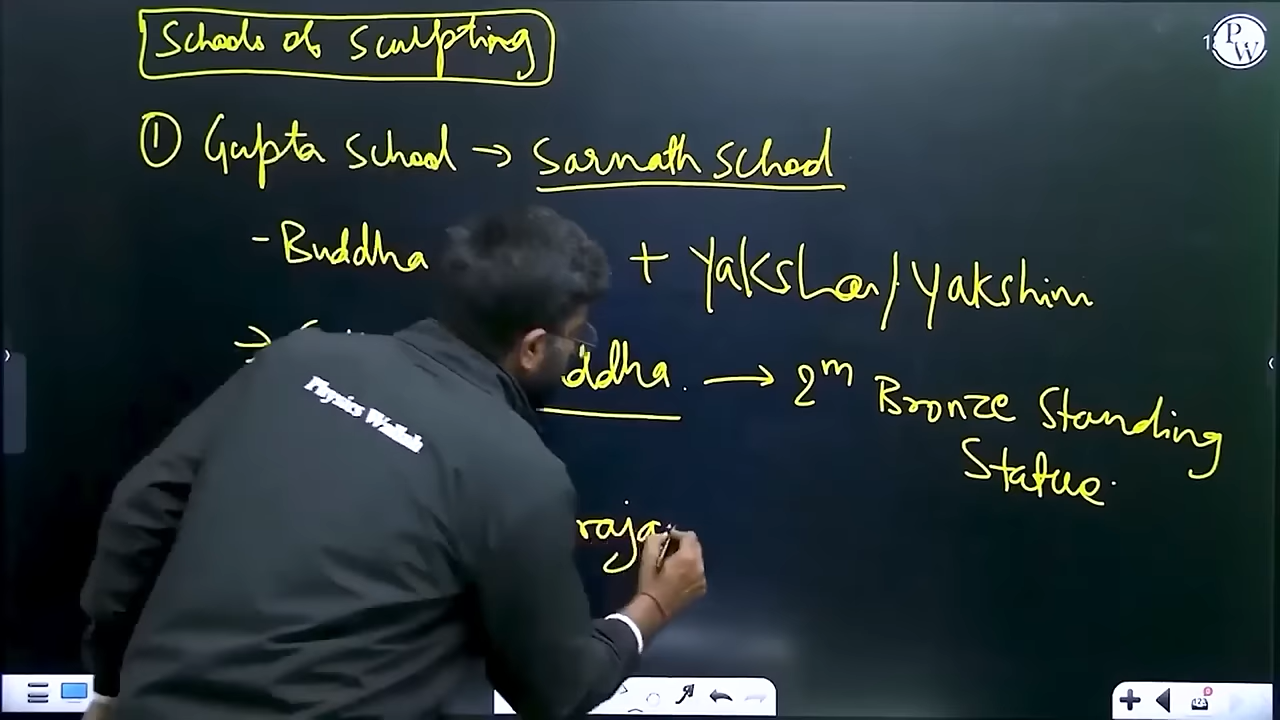 Schools of Sculpting
① Gupta School → Sarnath School
- Buddha + Yaksha/Yakshini
→ ddha. → 2m Bronze Standing
Statue.
raja
Physics Wallah
PW